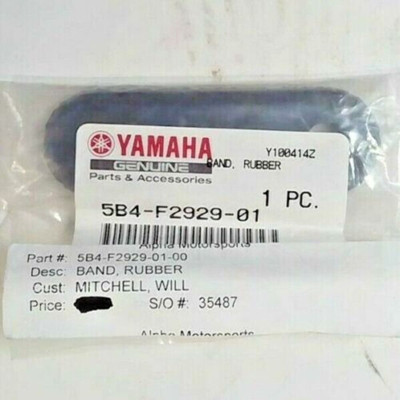 YAMAHA
Y100414Z
GENUINE
BAND, RUBBER
Parts & Accessories
1 PC.
5B4-F2929-01
Alpha Motorsports
Part #: 5B4-F2929-01-00
Desc: BAND, RUBBER
Cust: MITCHELL, WILL
Price: S/O #: 35487
Alpha Motorsports